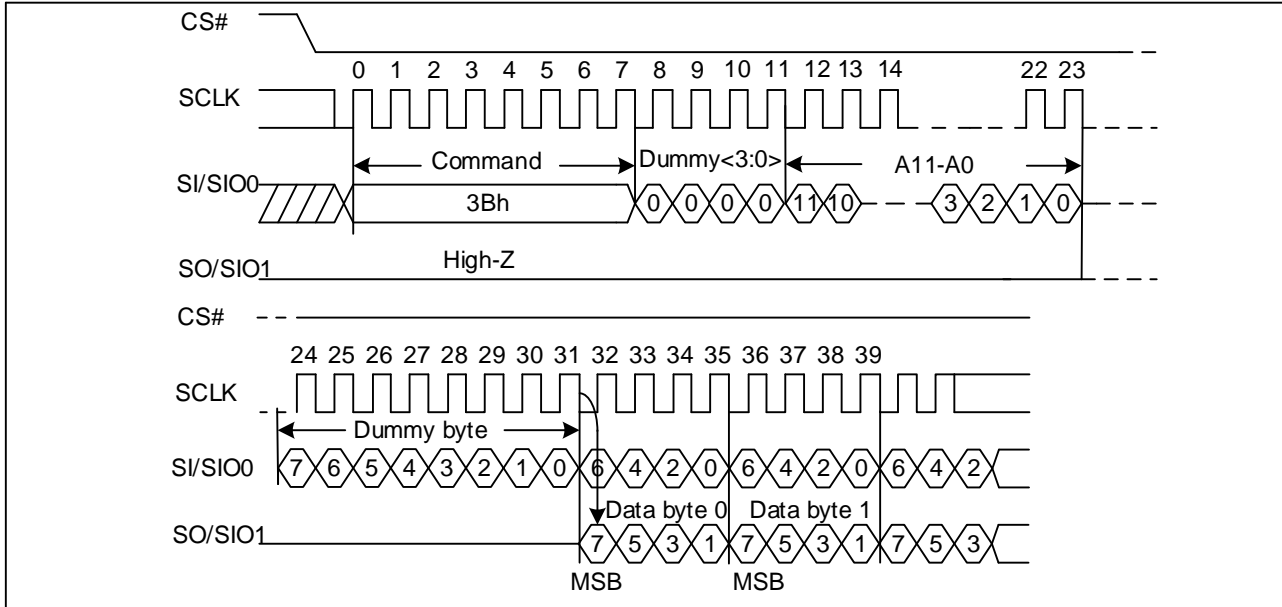 CS#
0 1 2 3 4 5 6 7 8 9 10 11 12 13 14 22 23
SCLK
Command Dummy<3:0> A11-A0
SI/SIO0 3Bh 0 0 0 0 11 10 3 2 1 0
SO/SIO1 High-Z
CS#
24 25 26 27 28 29 30 31 32 33 34 35 36 37 38 39
SCLK
Dummy byte
SI/SIO0 7 6 5 4 3 2 1 0 6 4 2 0 6 4 2 0 6 4 2
Data byte 0 Data byte 1
SO/SIO1 7 5 3 1 7 5 3 1 7 5 3
MSB MSB